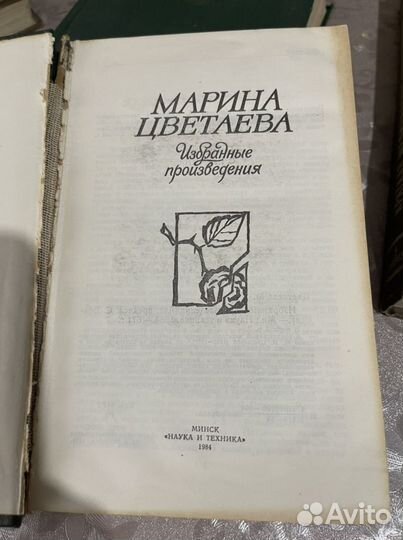 МАРИНА
ЦВЕТАЕВА
Избранные
произведения
МИНСК
«НАУКА И ТЕХНИКА»
1984
Avito